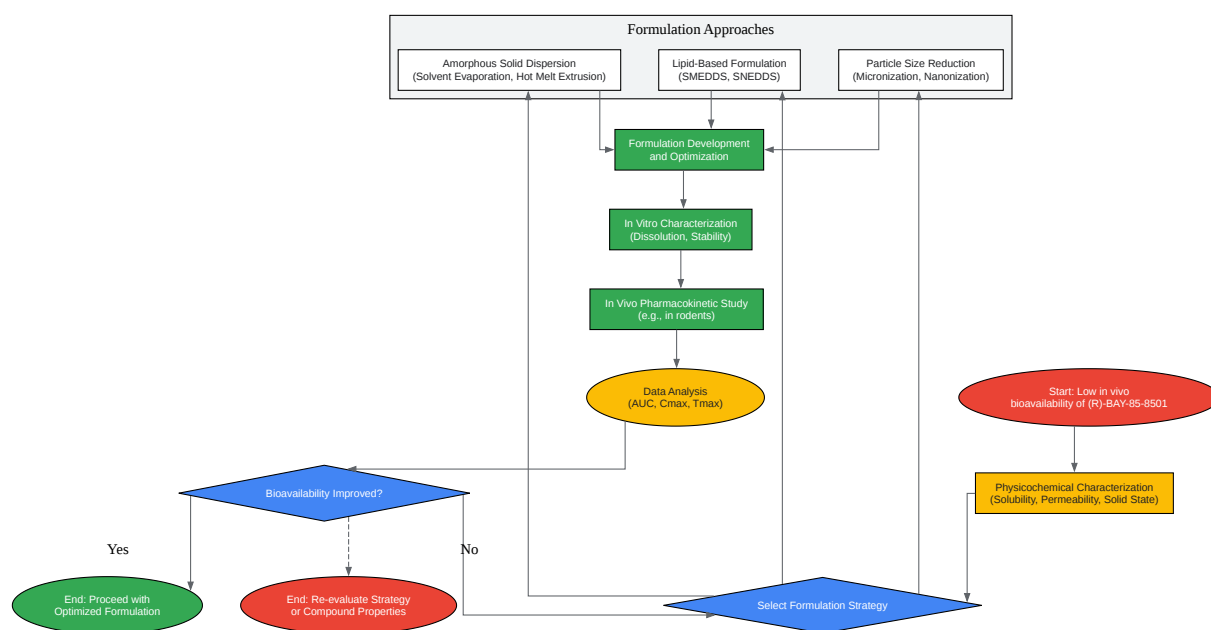 Formulation Approaches
Amorphous Solid Dispersion
(Solvent Evaporation, Hot Melt Extrusion)
Lipid-Based Formulation
(SMEDDS, SNEDDS)
Particle Size Reduction
(Micronization, Nanonization)
Formulation Development
and Optimization
In Vitro Characterization
(Dissolution, Stability)
In Vivo Pharmacokinetic Study
(e.g., in rodents)
Data Analysis
(AUC, Cmax, Tmax)
Start: Low in vivo
bioavailability of (R)-BAY-85-8501
Physicochemical Characterization
(Solubility, Permeability, Solid State)
Bioavailability Improved?
Yes
No
End: Proceed with
Optimized Formulation
End: Re-evaluate Strategy
or Compound Properties
Select Formulation Strategy